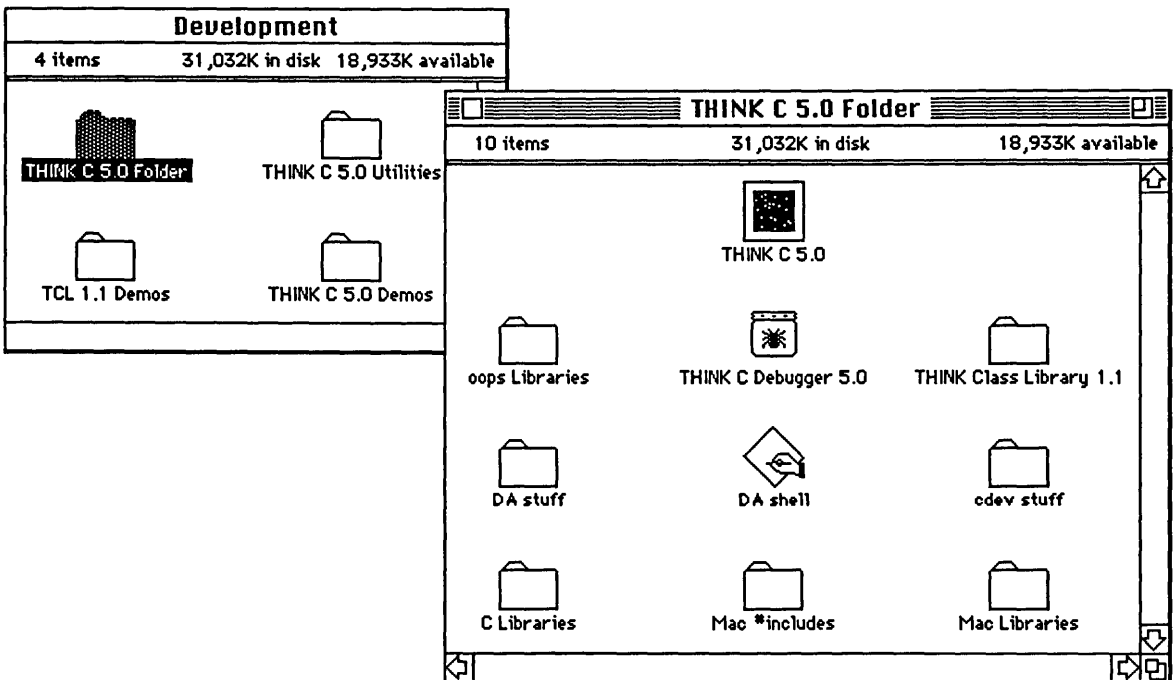 Development
4 items 31,032K in disk 18,933K available
THINK C 5.0 Folder THINK C 5.0 Utilities
TCL 1.1 Demos THINK C 5.0 Demos
THINK C 5.0 Folder
10 items 31,032K in disk 18,933K available
THINK C 5.0
oops Libraries THINK C Debugger 5.0 THINK Class Library 1.1
DA stuff DA shell cdev stuff
C Libraries Mac #includes Mac Libraries